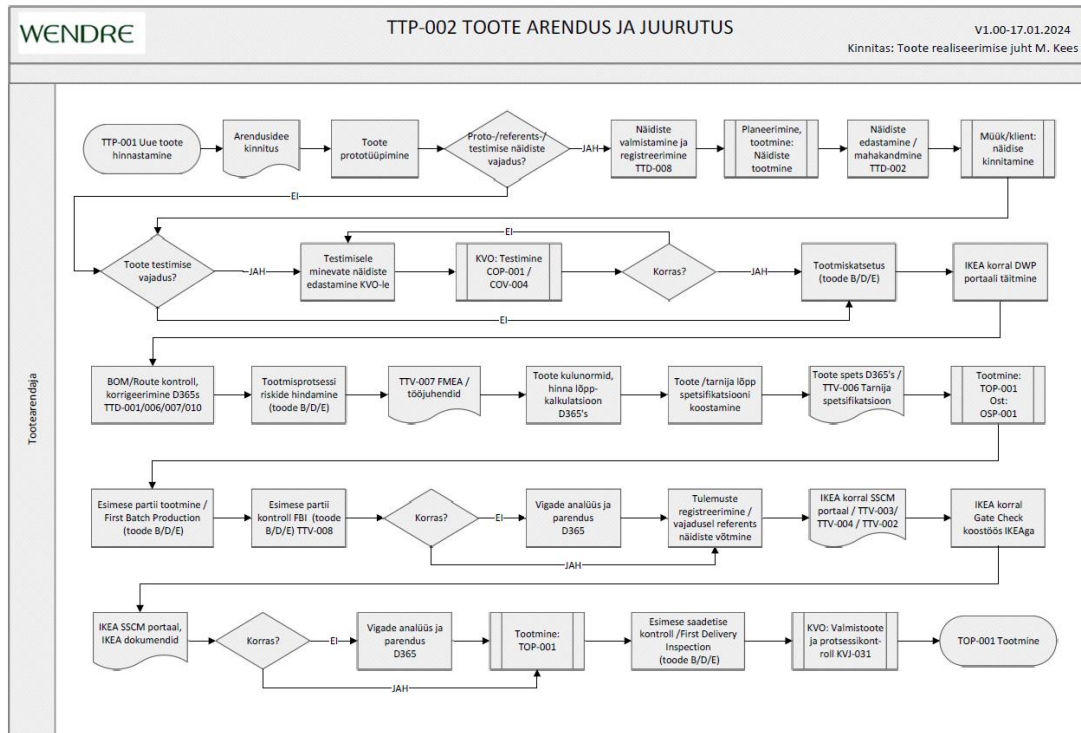 WENDRE
TTP-002 TOOTE ARENDUS JA JUURUTUS
V1.00-17.01.2024
Kinnitas: Toote realiseerimise juht M. Kees
Tootearendaja
TTP-001 Uue toote
hinnastamine
Arendusidee
kinnitus
Toote
prototüüpimine
Proto-/referents-/
testimise näidiste
vajadus?
JAH
EI
Näidiste
valmistamine ja
registreerimine
TTD-008
Planeerimine,
tootmine:
Näidiste
tootmine
Näidiste
edastamine /
mahakandmine
TTD-002
Müük/klient:
näidise
kinnitamine
Toote testimise
vajadus?
JAH
EI
Testimisele
minevate näidiste
edastamine KVO-le
KVO: Testimine
COP-001 /
COV-004
EI
Korras?
JAH
Tootmiskatsetus
(toode B/D/E)
IKEA korral DWP
portaali täitmine
BOM/Route kontroll,
korrigeerimine D365s
TTD-001/006/007/010
Tootmisprotsessi
riskide hindamine
(toode B/D/E)
TTV-007 FMEA /
tööjuhendid
Toote kulunormid,
hinna lõpp-
kalkulatsioon
D365's
Toote /tarnija lõpp
spetsifikatsiooni
koostamine
Toote spets D365's /
TTV-006 Tarnija
spetsifikatsioon
Tootmine:
TOP-001
Ost:
OSP-001
Esimese partii tootmine /
First Batch Production
(toode B/D/E)
Esimese partii
kontroll FBI (toode
B/D/E) TTV-008
Korras?
EI
JAH
Vigade analüüs ja
parendus
D365
Tulemuste
registreerimine /
vajadusel referents
näidiste võtmine
IKEA korral SSCM
portaal / TTV-003/
TTV-004 / TTV-002
IKEA korral
Gate Check
koostöös IKEAga
IKEA SSCM portaal,
IKEA dokumendid
Korras?
EI
JAH
Vigade analüüs ja
parendus
D365
Tootmine:
TOP-001
Esimese saadetise
kontroll /First Delivery
Inspection
(toode B/D/E)
KVO: Valmistoote
ja protsessikont-
roll KVJ-031
TOP-001 Tootmine